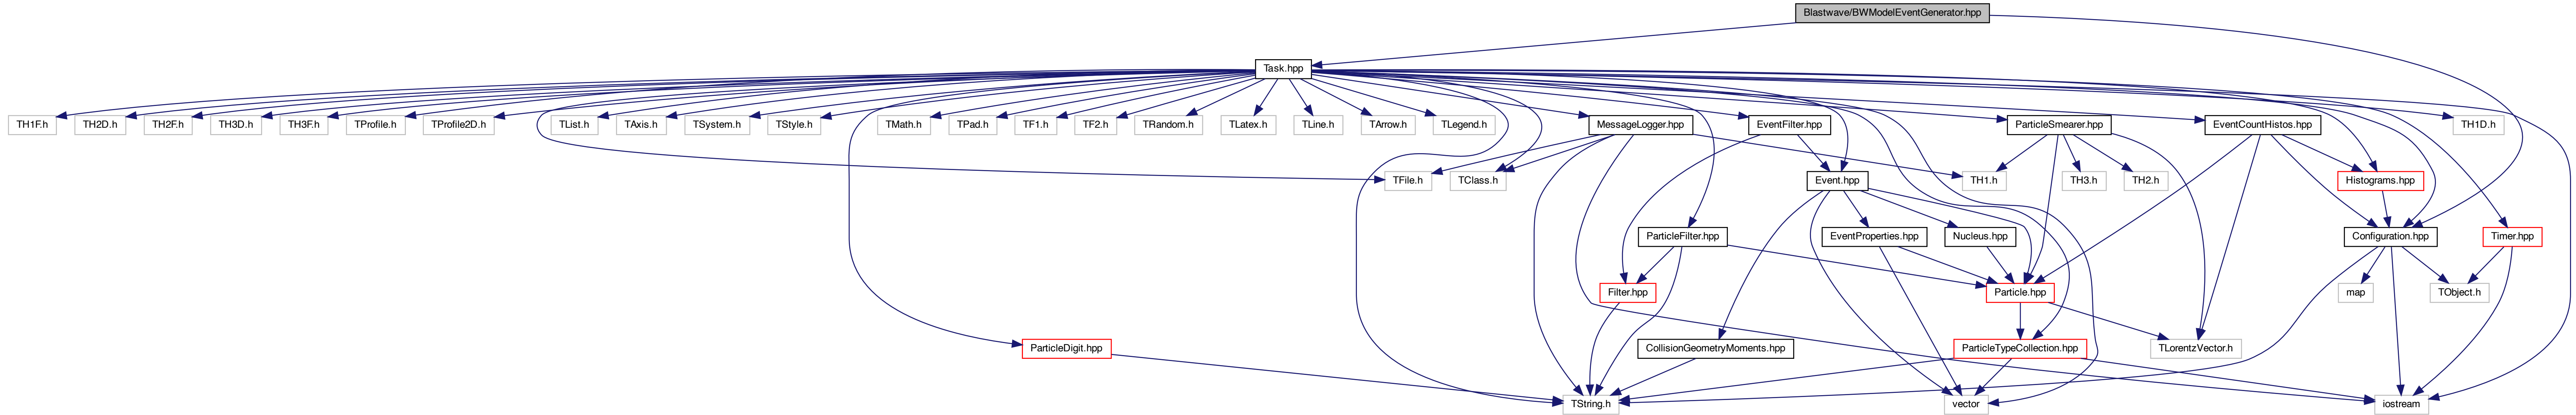 Blastwave/BWModelEventGenerator.hpp
Task.hpp
TH1F.h
TH2D.h
TH2F.h
TH3D.h
TH3F.h
TProfile.h
TProfile2D.h
TList.h
TAxis.h
TSystem.h
TStyle.h
TMath.h
TPad.h
TF1.h
TF2.h
TRandom.h
TLatex.h
TLine.h
TArrow.h
TLegend.h
MessageLogger.hpp
EventFilter.hpp
ParticleSmearer.hpp
EventCountHistos.hpp
TH1D.h
TFile.h
TClass.h
Event.hpp
TH1.h
TH3.h
TH2.h
Histograms.hpp
ParticleFilter.hpp
EventProperties.hpp
Nucleus.hpp
Configuration.hpp
Timer.hpp
Filter.hpp
Particle.hpp
map
TObject.h
ParticleDigit.hpp
CollisionGeometryMoments.hpp
ParticleTypeCollection.hpp
TLorentzVector.h
TString.h
vector
iostream